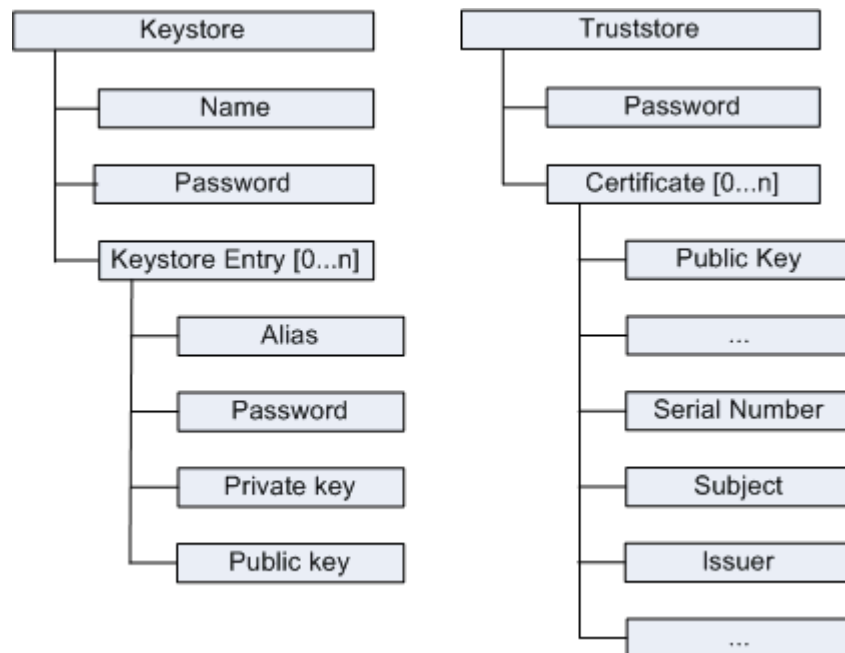 Keystore
Name
Password
Keystore Entry [0...n]
Alias
Password
Private key
Public key
Truststore
Password
Certificate [0...n]
Public Key
...
Serial Number
Subject
Issuer
...